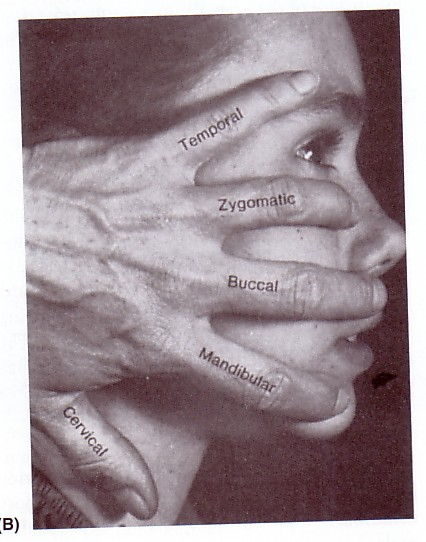 Temporal
Zygomatic
Buccal
Mandibular
Cervical
(B)